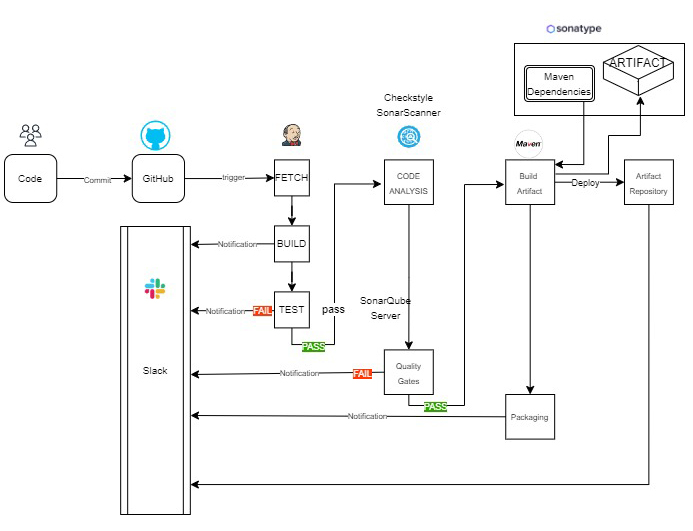 sonatype
ARTIFACT
Maven
Dependencies
Checkstyle
SonarScanner
Maven
Code
Commit
GitHub
trigger
FETCH
CODE
ANALYSIS
Build
Artifact
Deploy
Artifact
Repository
Notification
BUILD
Notification
FAIL
TEST
pass
SonarQube
Server
PASS
Slack
Notification
FAIL
Quality
Gates
PASS
Notification
Packaging